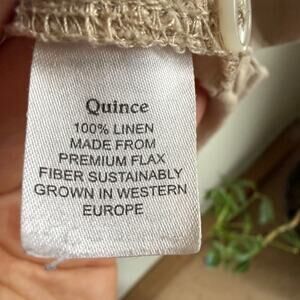 Quince
100% LINEN
MADE FROM
PREMIUM FLAX
FIBER SUSTAINABLY
GROWN IN WESTERN
EUROPE